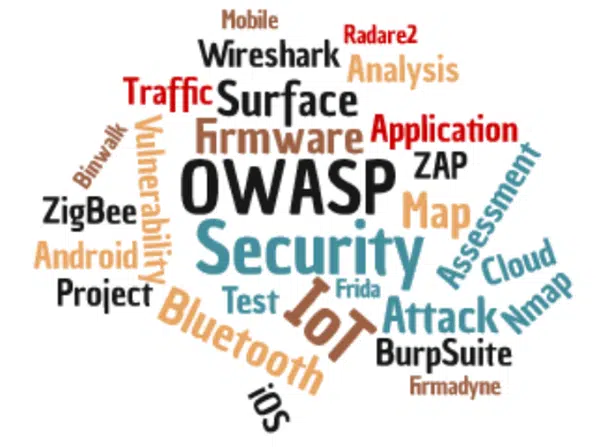 Mobile
Radare2
Wireshark
Analysis
Traffic
Surface
Firmware
Application
Binwalk
Vulnerability
OWASP
ZAP
Assessment
ZigBee
Map
Android
Security
Cloud
Project
Test
Frida
IoT
Attack
Nmap
Bluetooth
BurpSuite
Firmadyne
iOS